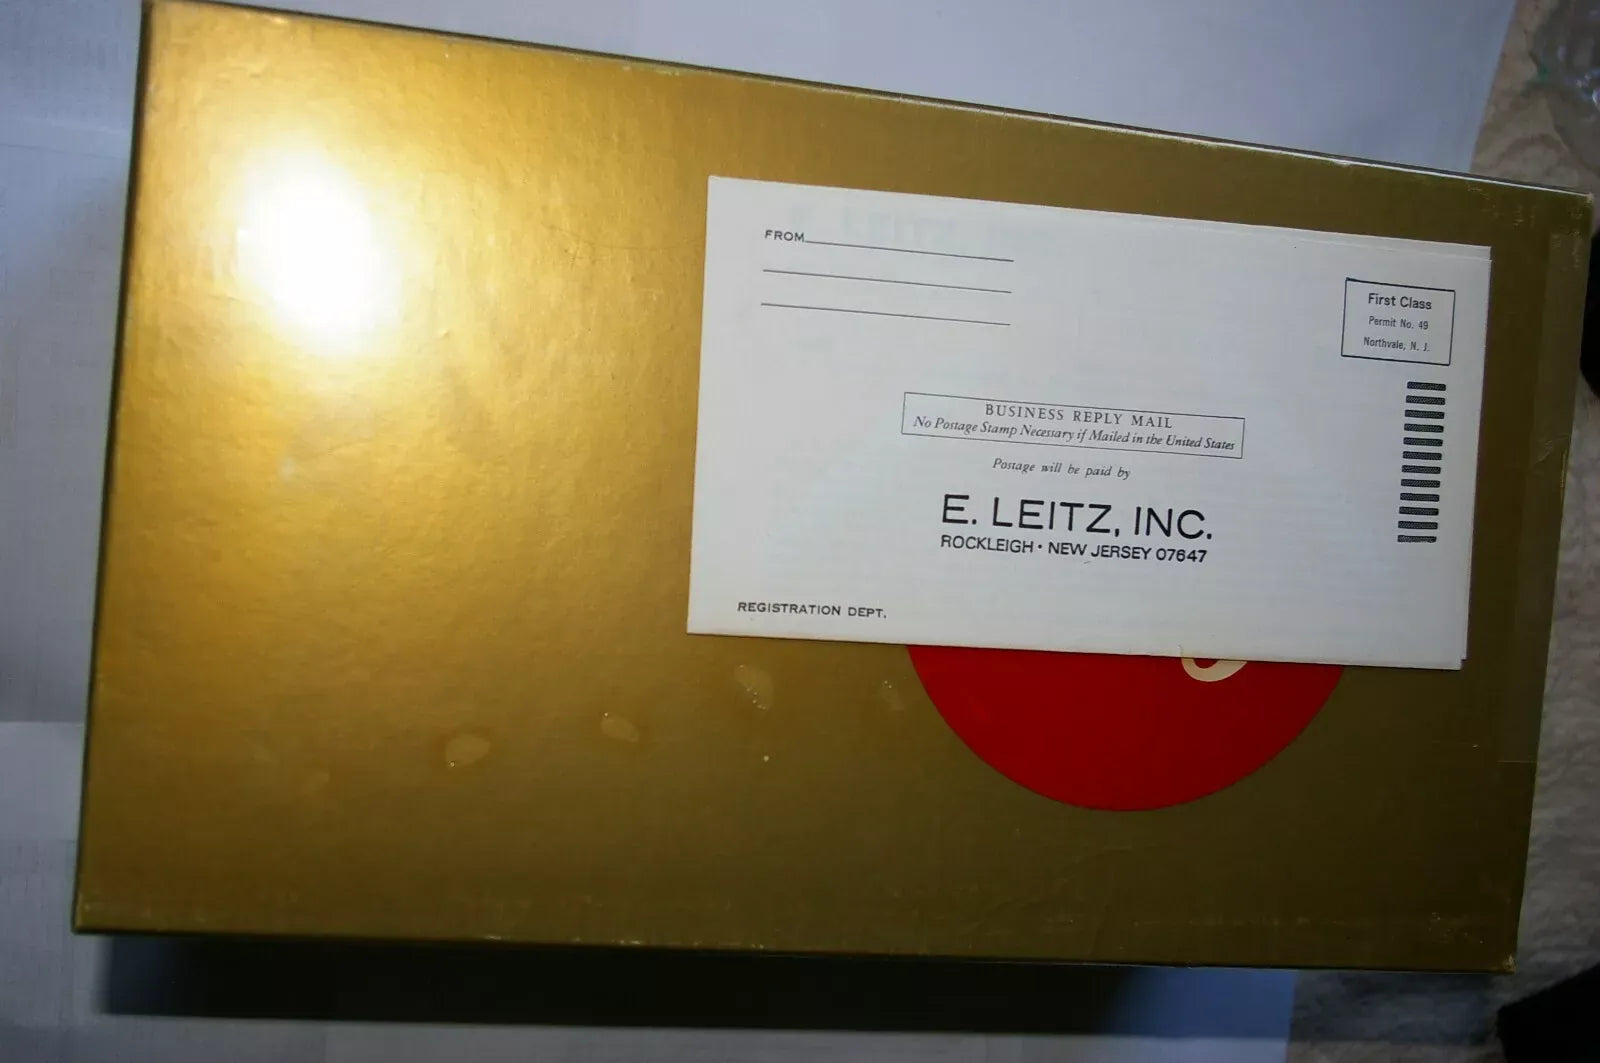 FROM
First Class
Permit No. 49
Northvale, N. J.
BUSINESS REPLY MAIL
No Postage Stamp Necessary if Mailed in the United States
Postage will be paid by
E. LEITZ, INC.
ROCKLEIGH • NEW JERSEY 07647
REGISTRATION DEPT.